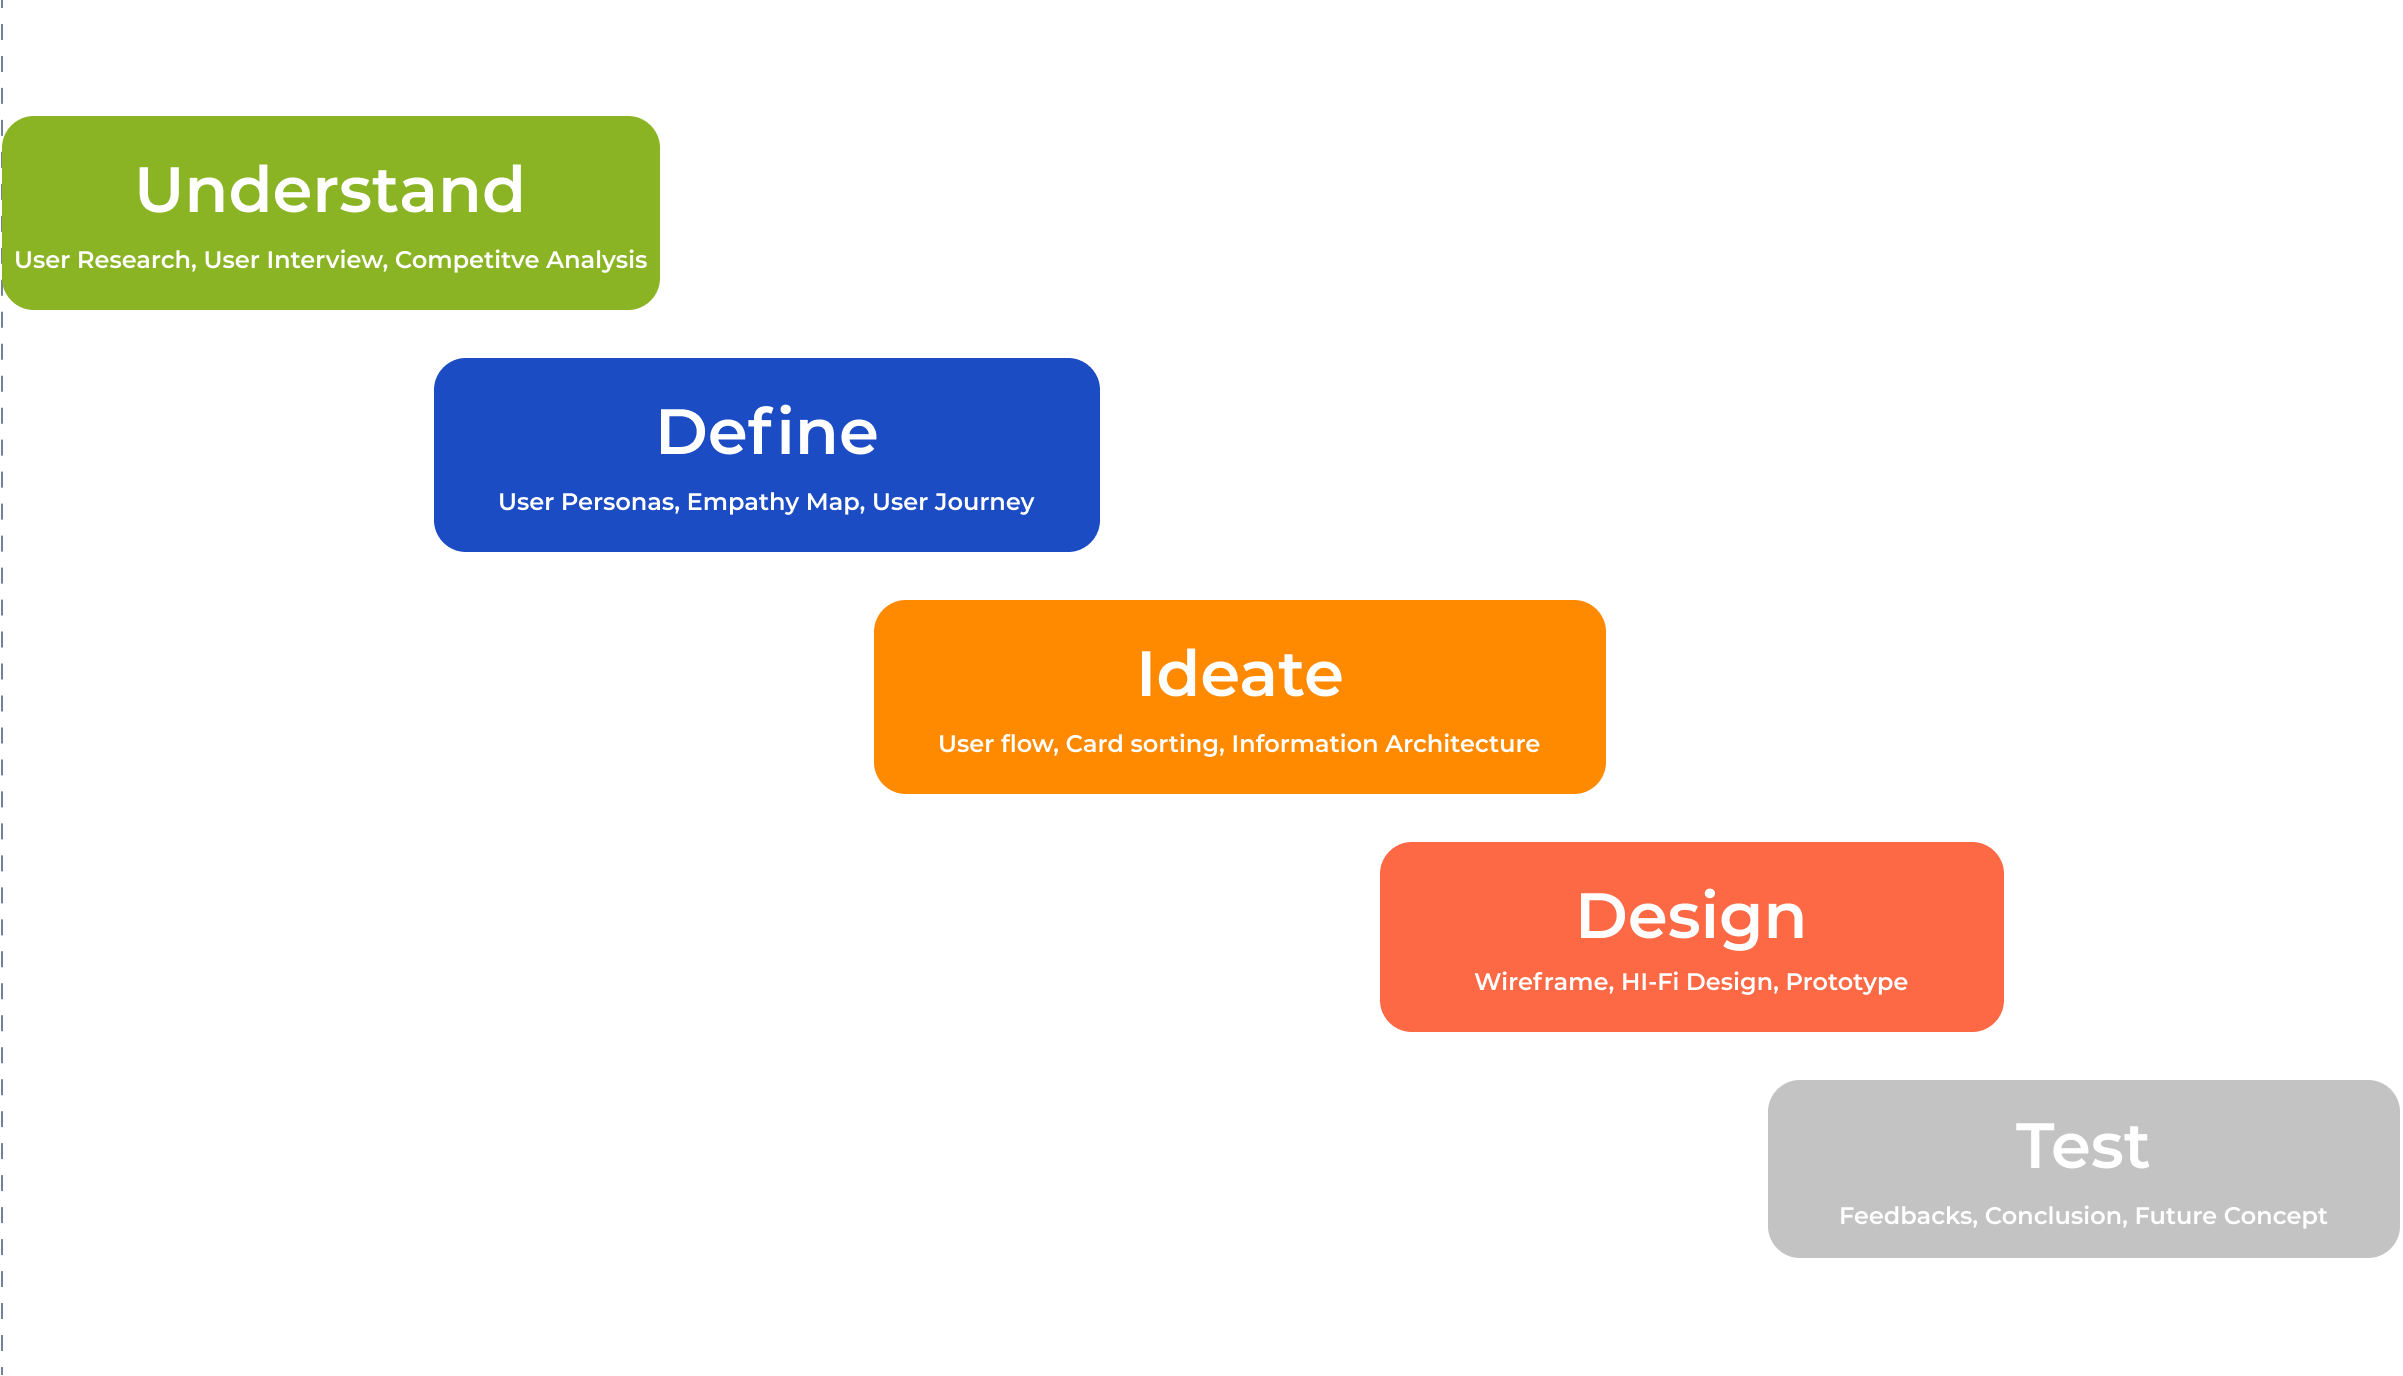 Understand
User Research, User Interview, Competitve Analysis
Define
User Personas, Empathy Map, User Journey
Ideate
User flow, Card sorting, Information Architecture
Design
Wireframe, HI-Fi Design, Prototype
Test
Feedbacks, Conclusion, Future Concept